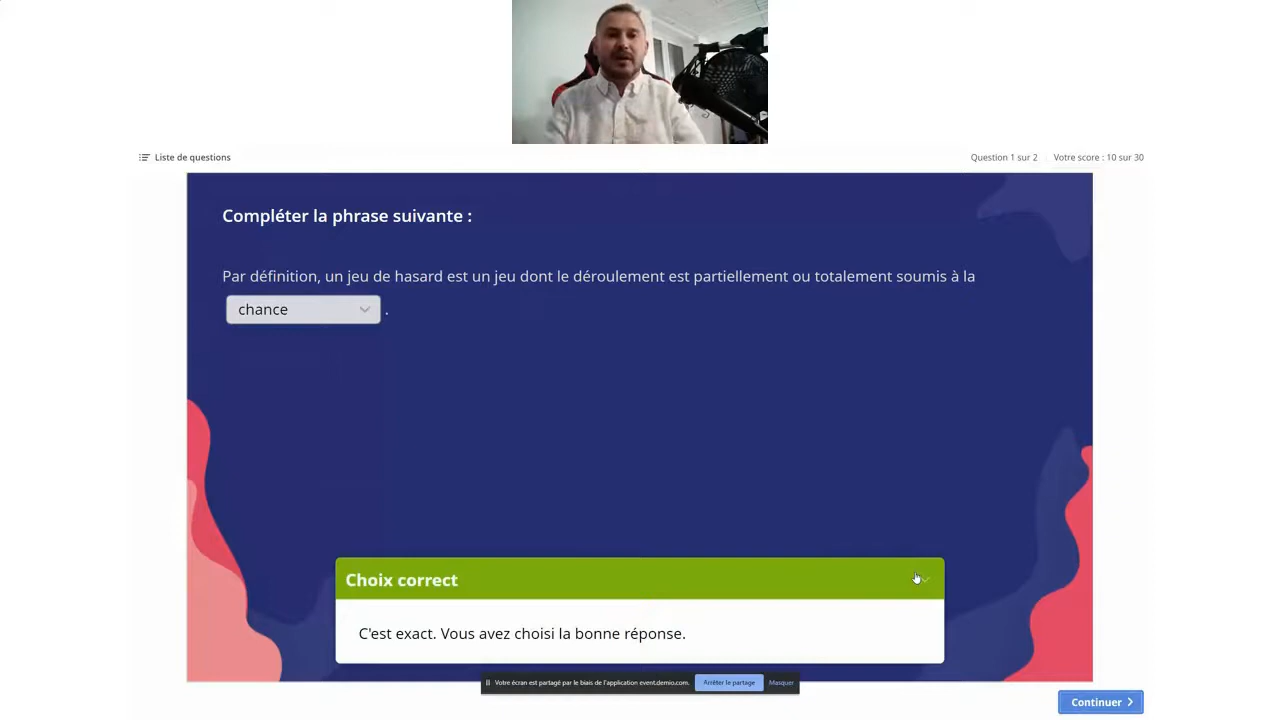 Liste de questions
Question 1 sur 2
Votre score : 10 sur 30
Compléter la phrase suivante :
Par définition, un jeu de hasard est un jeu dont le déroulement est partiellement ou totalement soumis à la
chance .
Choix correct
C'est exact. Vous avez choisi la bonne réponse.
Votre écran est partagé par le biais de l'application event.demio.com.
Arrêter le partage
Masquer
Continuer